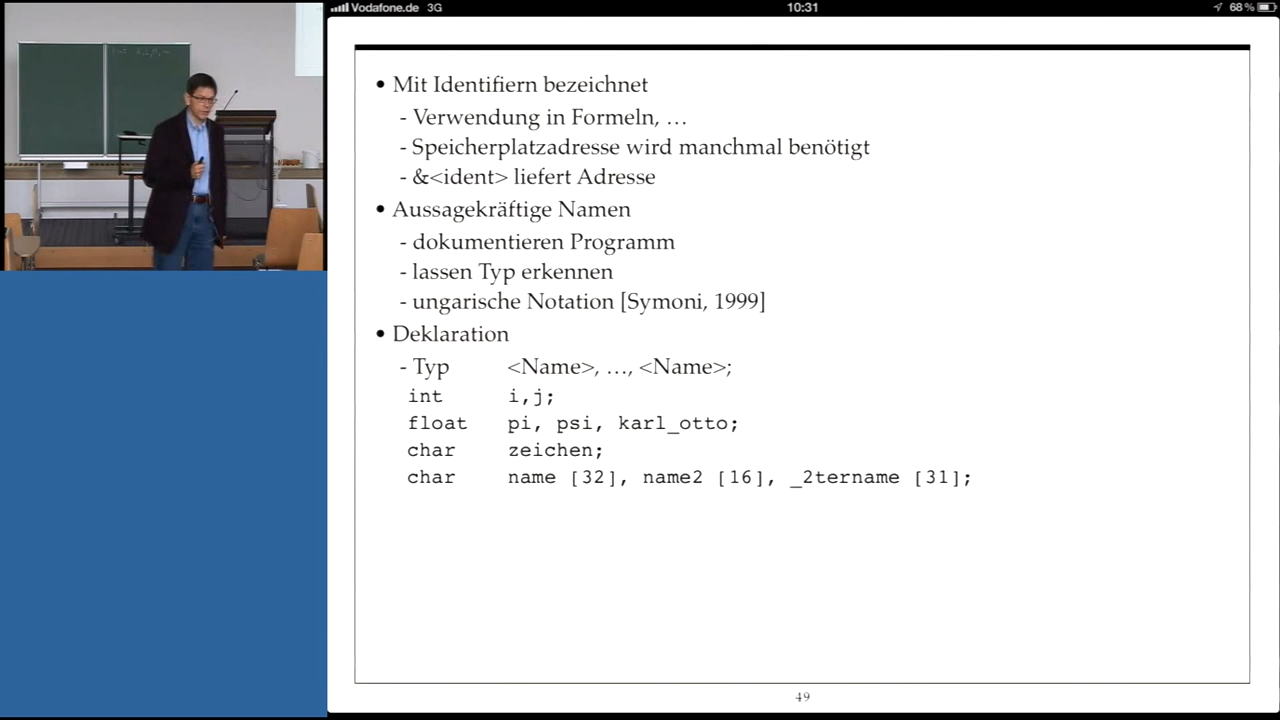 Vodafone.de 3G 10:31 68 %
• Mit Identifiern bezeichnet
- Verwendung in Formeln, …
- Speicherplatzadresse wird manchmal benötigt
- &<ident> liefert Adresse
• Aussagekräftige Namen
- dokumentieren Programm
- lassen Typ erkennen
- ungarische Notation [Symoni, 1999]
• Deklaration
- Typ <Name>, …, <Name>;
int i,j;
float pi, psi, karl_otto;
char zeichen;
char name [32], name2 [16], _2tername [31];
49